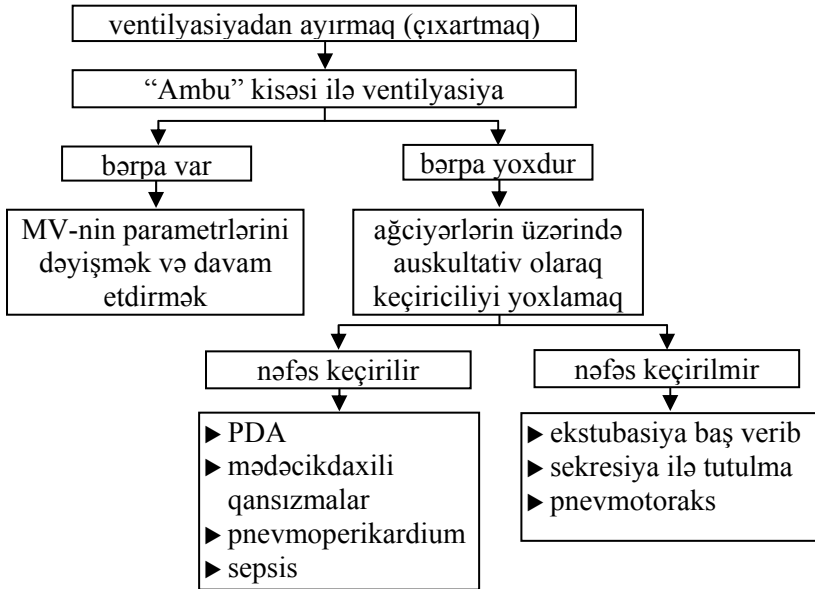 ventilyasiyadan ayırmaq (çıxartmaq)
“Ambu” kisəsi ilə ventilyasiya
bərpa var
bərpa yoxdur
MV-nin parametrlərini
dəyişmək və davam
etdirmək
ağciyərlərin üzərində
auskultativ olaraq
keçiriciliyi yoxlamaq
nəfəs keçirilir
nəfəs keçirilmir
► PDA
► mədəcikdaxili
qansızmalar
► pnevmoperikardium
► sepsis
► ekstubasiya baş verib
► sekresiya ilə tutulma
► pnevmotoraks